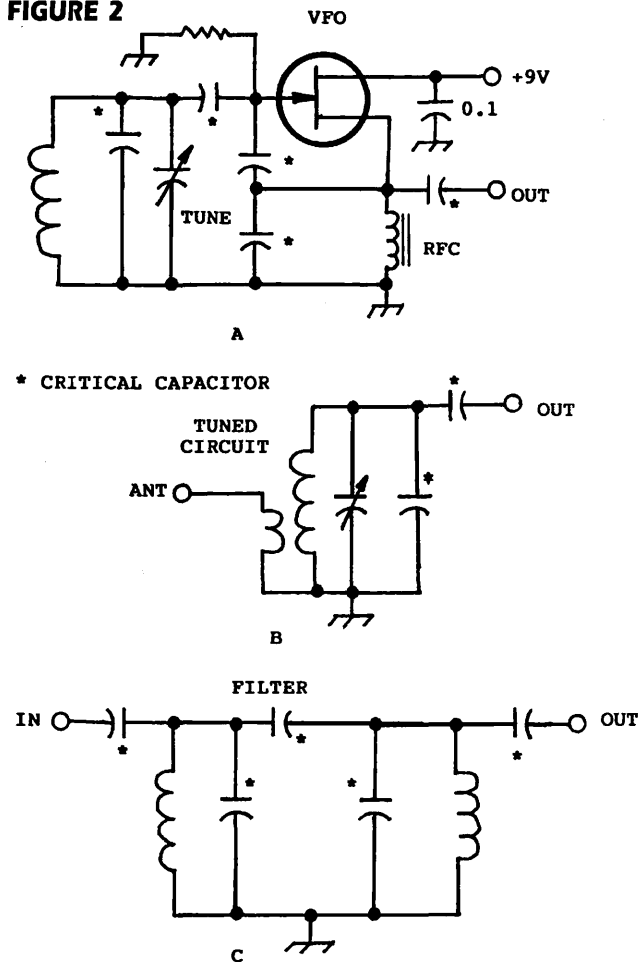 FIGURE 2
VFO
+9V
*
*
0.1
*
TUNE
*
*
OUT
RFC
A
* CRITICAL CAPACITOR
*
OUT
TUNED
CIRCUIT
ANT
*
B
FILTER
IN
*
*
*
OUT
*
*
C